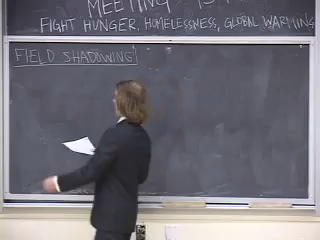 MEETING
FIGHT HUNGER, HOMELESSNESS, GLOBAL WARMING
FIELD SHADOWING